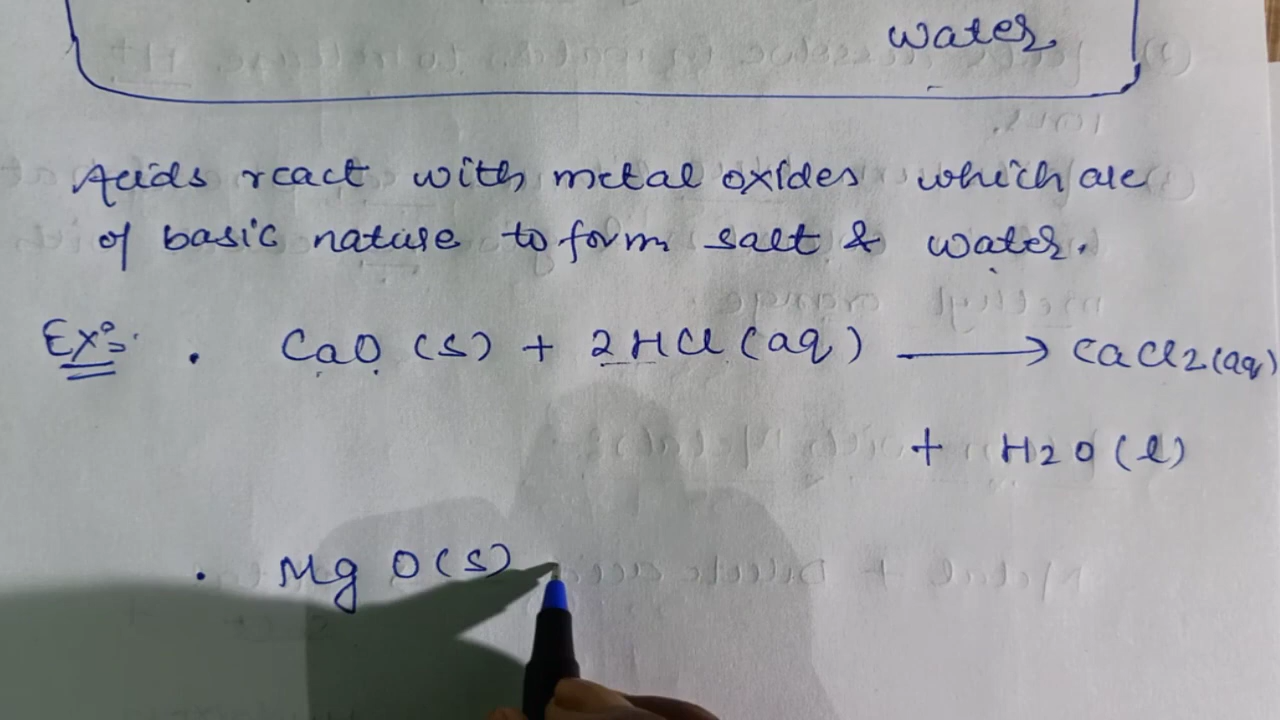 water
Acids react with metal oxides which are
of basic nature to form salt & water.
Ex:- . CaO (s) + 2HCl (aq) ⟶ CaCl2 (aq)
+ H2O (l)
. MgO(s)